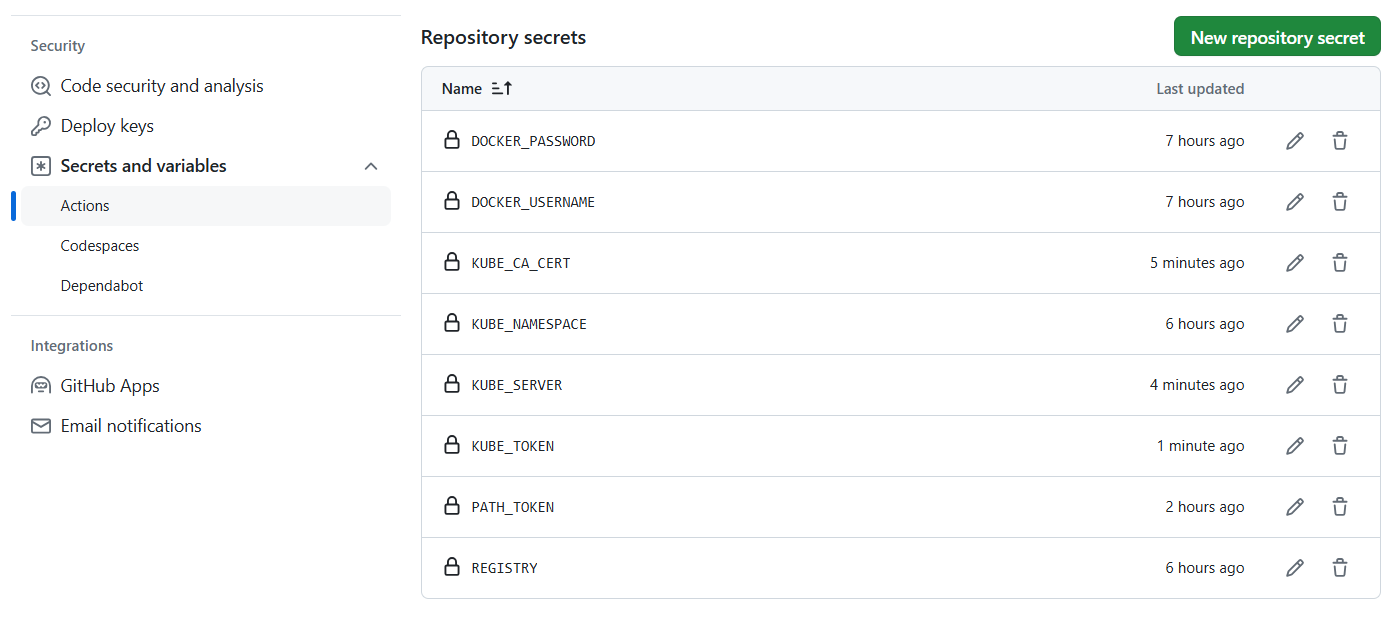 Security
Code security and analysis
Deploy keys
Secrets and variables
Actions
Codespaces
Dependabot
Integrations
GitHub Apps
Email notifications
Repository secrets
New repository secret
Name Last updated
DOCKER_PASSWORD 7 hours ago
DOCKER_USERNAME 7 hours ago
KUBE_CA_CERT 5 minutes ago
KUBE_NAMESPACE 6 hours ago
KUBE_SERVER 4 minutes ago
KUBE_TOKEN 1 minute ago
PATH_TOKEN 2 hours ago
REGISTRY 6 hours ago